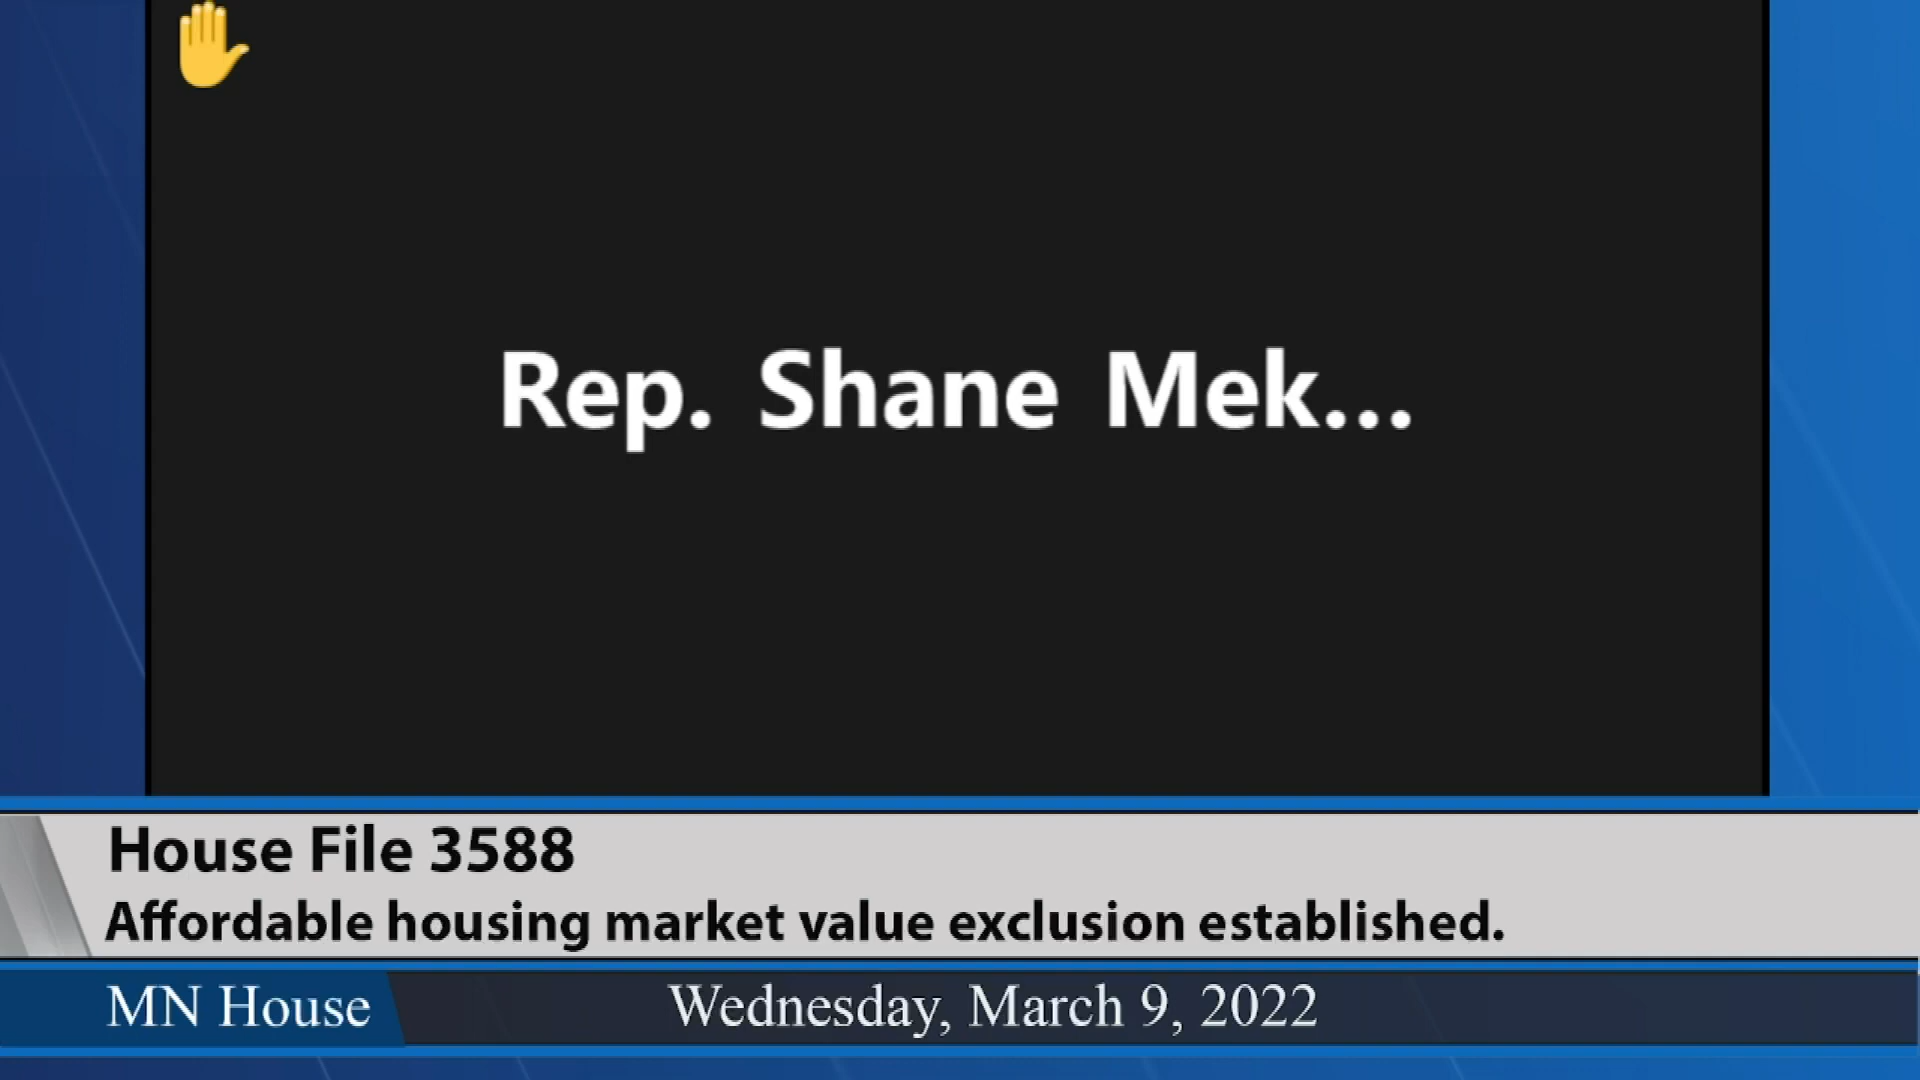 Rep. Shane Mek...
House File 3588
Affordable housing market value exclusion established.
MN House
Wednesday, March 9, 2022